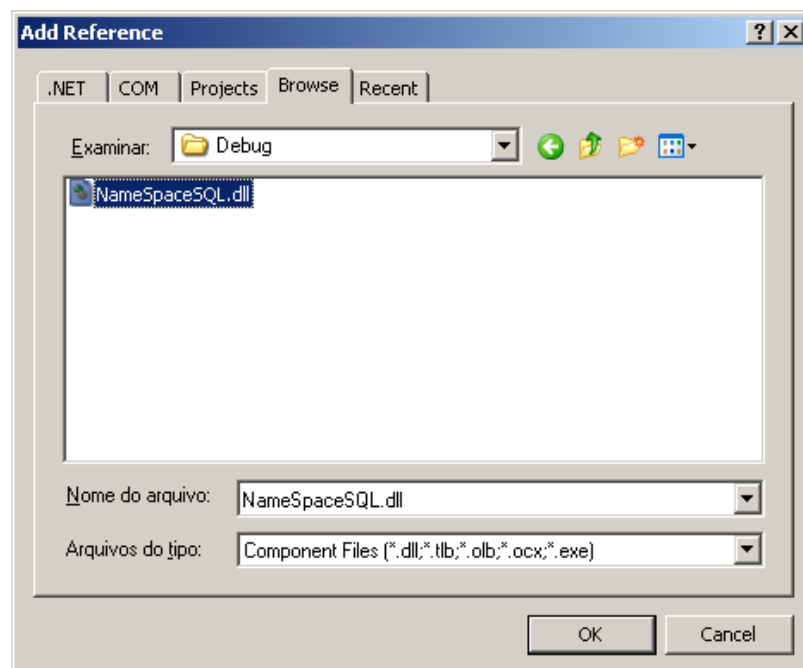 Add Reference
.NET COM Projects Browse Recent
Examinar: Debug
NameSpaceSQL.dll
Nome do arquivo: NameSpaceSQL.dll
Arquivos do tipo: Component Files (*.dll;*.tlb;*.olb;*.ocx;*.exe)
OK Cancel